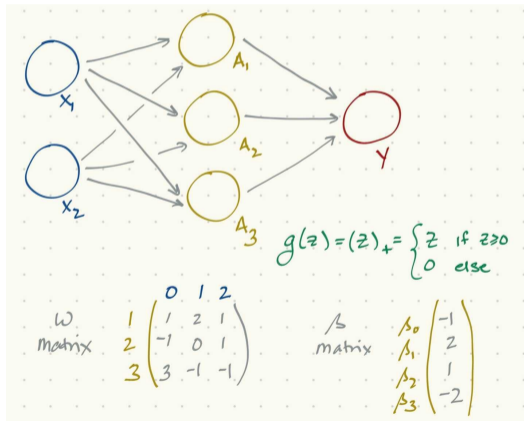 A₁
X₁
A₂
Y
X₂
A₃
g(z) = (z)₊ = { z if z≥0
0 else
0 1 2
w matrix
1 ( 1 2 1 )
2 ( -1 0 1 )
3 ( 3 -1 -1 )
β matrix
β₀ ( -1 )
β₁ ( 2 )
β₂ ( 1 )
β₃ ( -2 )